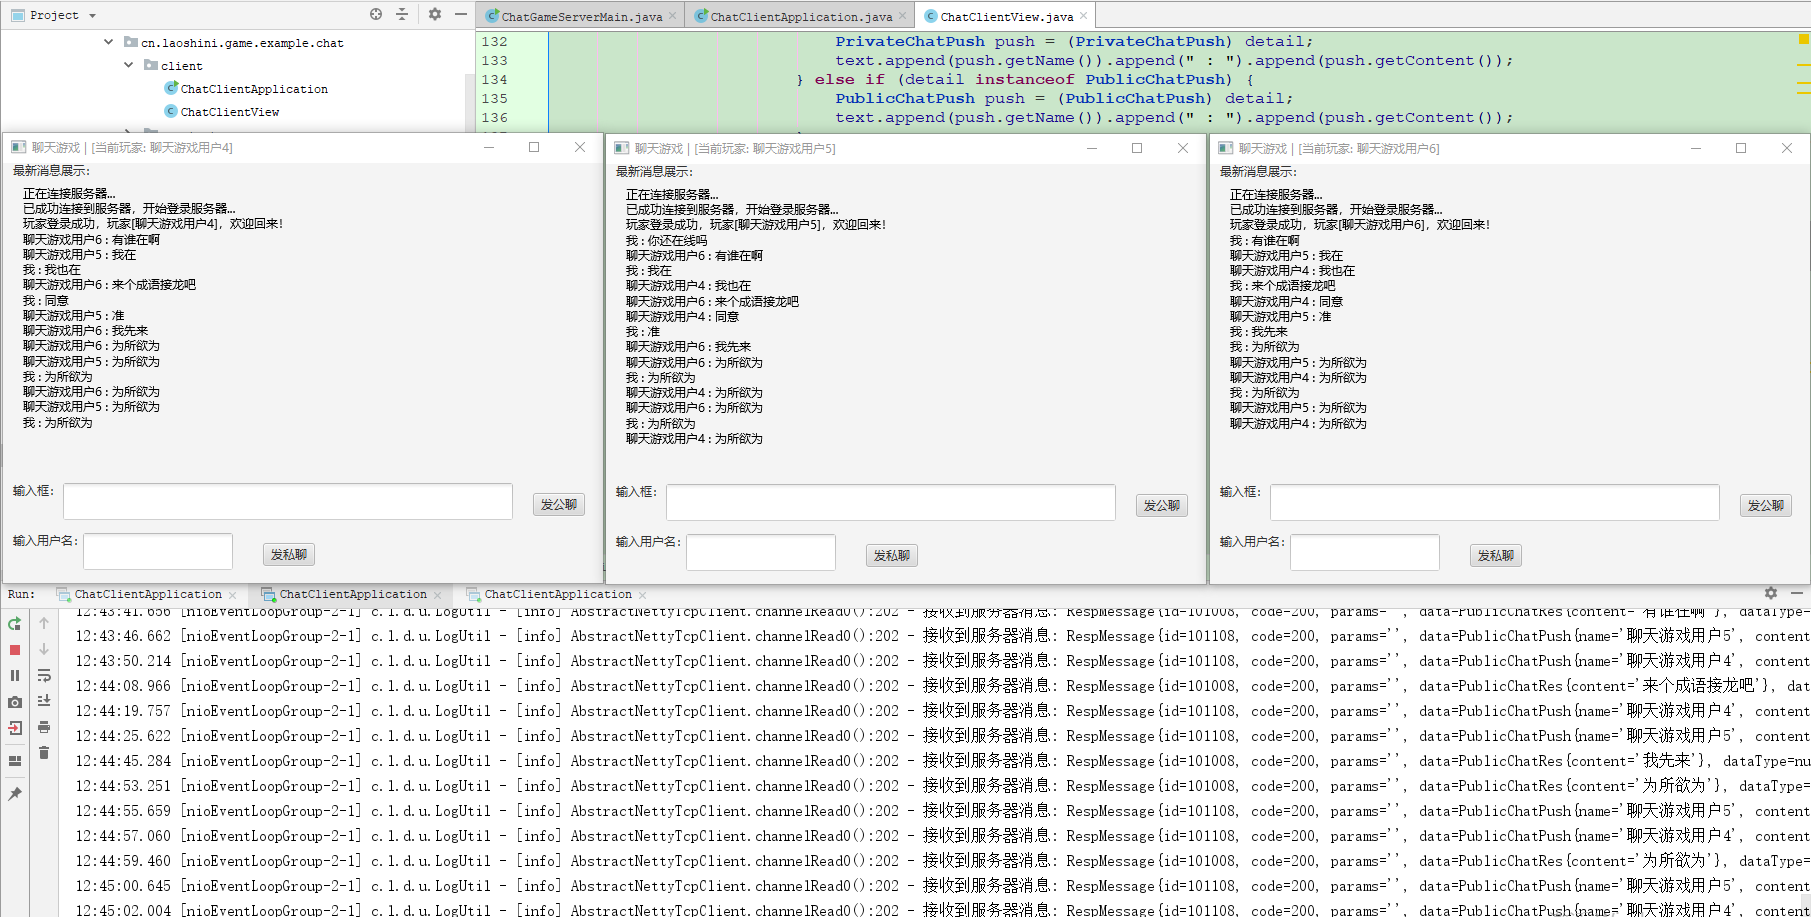 Project
ChatGameServerMain.java
ChatClientApplication.java
ChatClientView.java
cn.laoshini.game.example.chat
client
ChatClientApplication
ChatClientView
132 PrivateChatPush push = (PrivateChatPush) detail;
133 text.append(push.getName()).append(" : ").append(push.getContent());
134 } else if (detail instanceof PublicChatPush) {
135 PublicChatPush push = (PublicChatPush) detail;
136 text.append(push.getName()).append(" : ").append(push.getContent());
聊天游戏 | [当前玩家: 聊天游戏用户4]
最新消息展示:
正在连接服务器...
已成功连接到服务器，开始登录服务器...
玩家登录成功，玩家[聊天游戏用户4]，欢迎回来!
聊天游戏用户6 : 有谁在啊
聊天游戏用户5 : 我在
我 : 我也在
聊天游戏用户6 : 来个成语接龙吧
我 : 同意
聊天游戏用户5 : 准
聊天游戏用户6 : 我先来
聊天游戏用户6 : 为所欲为
聊天游戏用户5 : 为所欲为
我 : 为所欲为
聊天游戏用户6 : 为所欲为
聊天游戏用户5 : 为所欲为
我 : 为所欲为
输入框:
发公聊
输入用户名:
发私聊
聊天游戏 | [当前玩家: 聊天游戏用户5]
最新消息展示:
正在连接服务器...
已成功连接到服务器，开始登录服务器...
玩家登录成功，玩家[聊天游戏用户5]，欢迎回来!
我 : 你还在线吗
聊天游戏用户6 : 有谁在啊
我 : 我在
聊天游戏用户4 : 我也在
聊天游戏用户6 : 来个成语接龙吧
聊天游戏用户4 : 同意
我 : 准
聊天游戏用户6 : 我先来
聊天游戏用户6 : 为所欲为
我 : 为所欲为
聊天游戏用户4 : 为所欲为
聊天游戏用户6 : 为所欲为
我 : 为所欲为
聊天游戏用户4 : 为所欲为
输入框:
发公聊
输入用户名:
发私聊
聊天游戏 | [当前玩家: 聊天游戏用户6]
最新消息展示:
正在连接服务器...
已成功连接到服务器，开始登录服务器...
玩家登录成功，玩家[聊天游戏用户6]，欢迎回来!
我 : 有谁在啊
聊天游戏用户5 : 我在
聊天游戏用户4 : 我也在
我 : 来个成语接龙吧
聊天游戏用户4 : 同意
聊天游戏用户5 : 准
我 : 我先来
我 : 为所欲为
聊天游戏用户5 : 为所欲为
聊天游戏用户4 : 为所欲为
我 : 为所欲为
聊天游戏用户5 : 为所欲为
聊天游戏用户4 : 为所欲为
输入框:
发公聊
输入用户名:
发私聊
Run: ChatClientApplication ChatClientApplication ChatClientApplication
12:43:41.656 [nioEventLoopGroup-2-1] c.l.d.u.LogUtil - [info] AbstractNettyTcpClient.channelRead0():202 - 接收到服务器消息: RespMessage{id=101008, code=200, params='', data=PublicChatRes{content='有谁在啊'}, dataType=
12:43:46.662 [nioEventLoopGroup-2-1] c.l.d.u.LogUtil - [info] AbstractNettyTcpClient.channelRead0():202 - 接收到服务器消息: RespMessage{id=101108, code=200, params='', data=PublicChatPush{name='聊天游戏用户5', content
12:43:50.214 [nioEventLoopGroup-2-1] c.l.d.u.LogUtil - [info] AbstractNettyTcpClient.channelRead0():202 - 接收到服务器消息: RespMessage{id=101108, code=200, params='', data=PublicChatPush{name='聊天游戏用户4', content
12:44:08.966 [nioEventLoopGroup-2-1] c.l.d.u.LogUtil - [info] AbstractNettyTcpClient.channelRead0():202 - 接收到服务器消息: RespMessage{id=101008, code=200, params='', data=PublicChatRes{content='来个成语接龙吧'}, dat
12:44:19.757 [nioEventLoopGroup-2-1] c.l.d.u.LogUtil - [info] AbstractNettyTcpClient.channelRead0():202 - 接收到服务器消息: RespMessage{id=101108, code=200, params='', data=PublicChatPush{name='聊天游戏用户4', content
12:44:25.622 [nioEventLoopGroup-2-1] c.l.d.u.LogUtil - [info] AbstractNettyTcpClient.channelRead0():202 - 接收到服务器消息: RespMessage{id=101108, code=200, params='', data=PublicChatPush{name='聊天游戏用户5', content
12:44:45.284 [nioEventLoopGroup-2-1] c.l.d.u.LogUtil - [info] AbstractNettyTcpClient.channelRead0():202 - 接收到服务器消息: RespMessage{id=101008, code=200, params='', data=PublicChatRes{content='我先来'}, dataType=nu
12:44:53.251 [nioEventLoopGroup-2-1] c.l.d.u.LogUtil - [info] AbstractNettyTcpClient.channelRead0():202 - 接收到服务器消息: RespMessage{id=101008, code=200, params='', data=PublicChatRes{content='为所欲为'}, dataType=
12:44:55.659 [nioEventLoopGroup-2-1] c.l.d.u.LogUtil - [info] AbstractNettyTcpClient.channelRead0():202 - 接收到服务器消息: RespMessage{id=101108, code=200, params='', data=PublicChatPush{name='聊天游戏用户5', content
12:44:57.060 [nioEventLoopGroup-2-1] c.l.d.u.LogUtil - [info] AbstractNettyTcpClient.channelRead0():202 - 接收到服务器消息: RespMessage{id=101108, code=200, params='', data=PublicChatPush{name='聊天游戏用户4', content
12:44:59.460 [nioEventLoopGroup-2-1] c.l.d.u.LogUtil - [info] AbstractNettyTcpClient.channelRead0():202 - 接收到服务器消息: RespMessage{id=101008, code=200, params='', data=PublicChatRes{content='为所欲为'}, dataType=
12:45:00.645 [nioEventLoopGroup-2-1] c.l.d.u.LogUtil - [info] AbstractNettyTcpClient.channelRead0():202 - 接收到服务器消息: RespMessage{id=101108, code=200, params='', data=PublicChatPush{name='聊天游戏用户5', content
12:45:02.004 [nioEventLoopGroup-2-1] c.l.d.u.LogUtil - [info] AbstractNettyTcpClient.channelRead0():202 - 接收到服务器消息: RespMessage{id=101108, code=200, params='', data=PublicChatPush{name='聊天游戏用户4', content